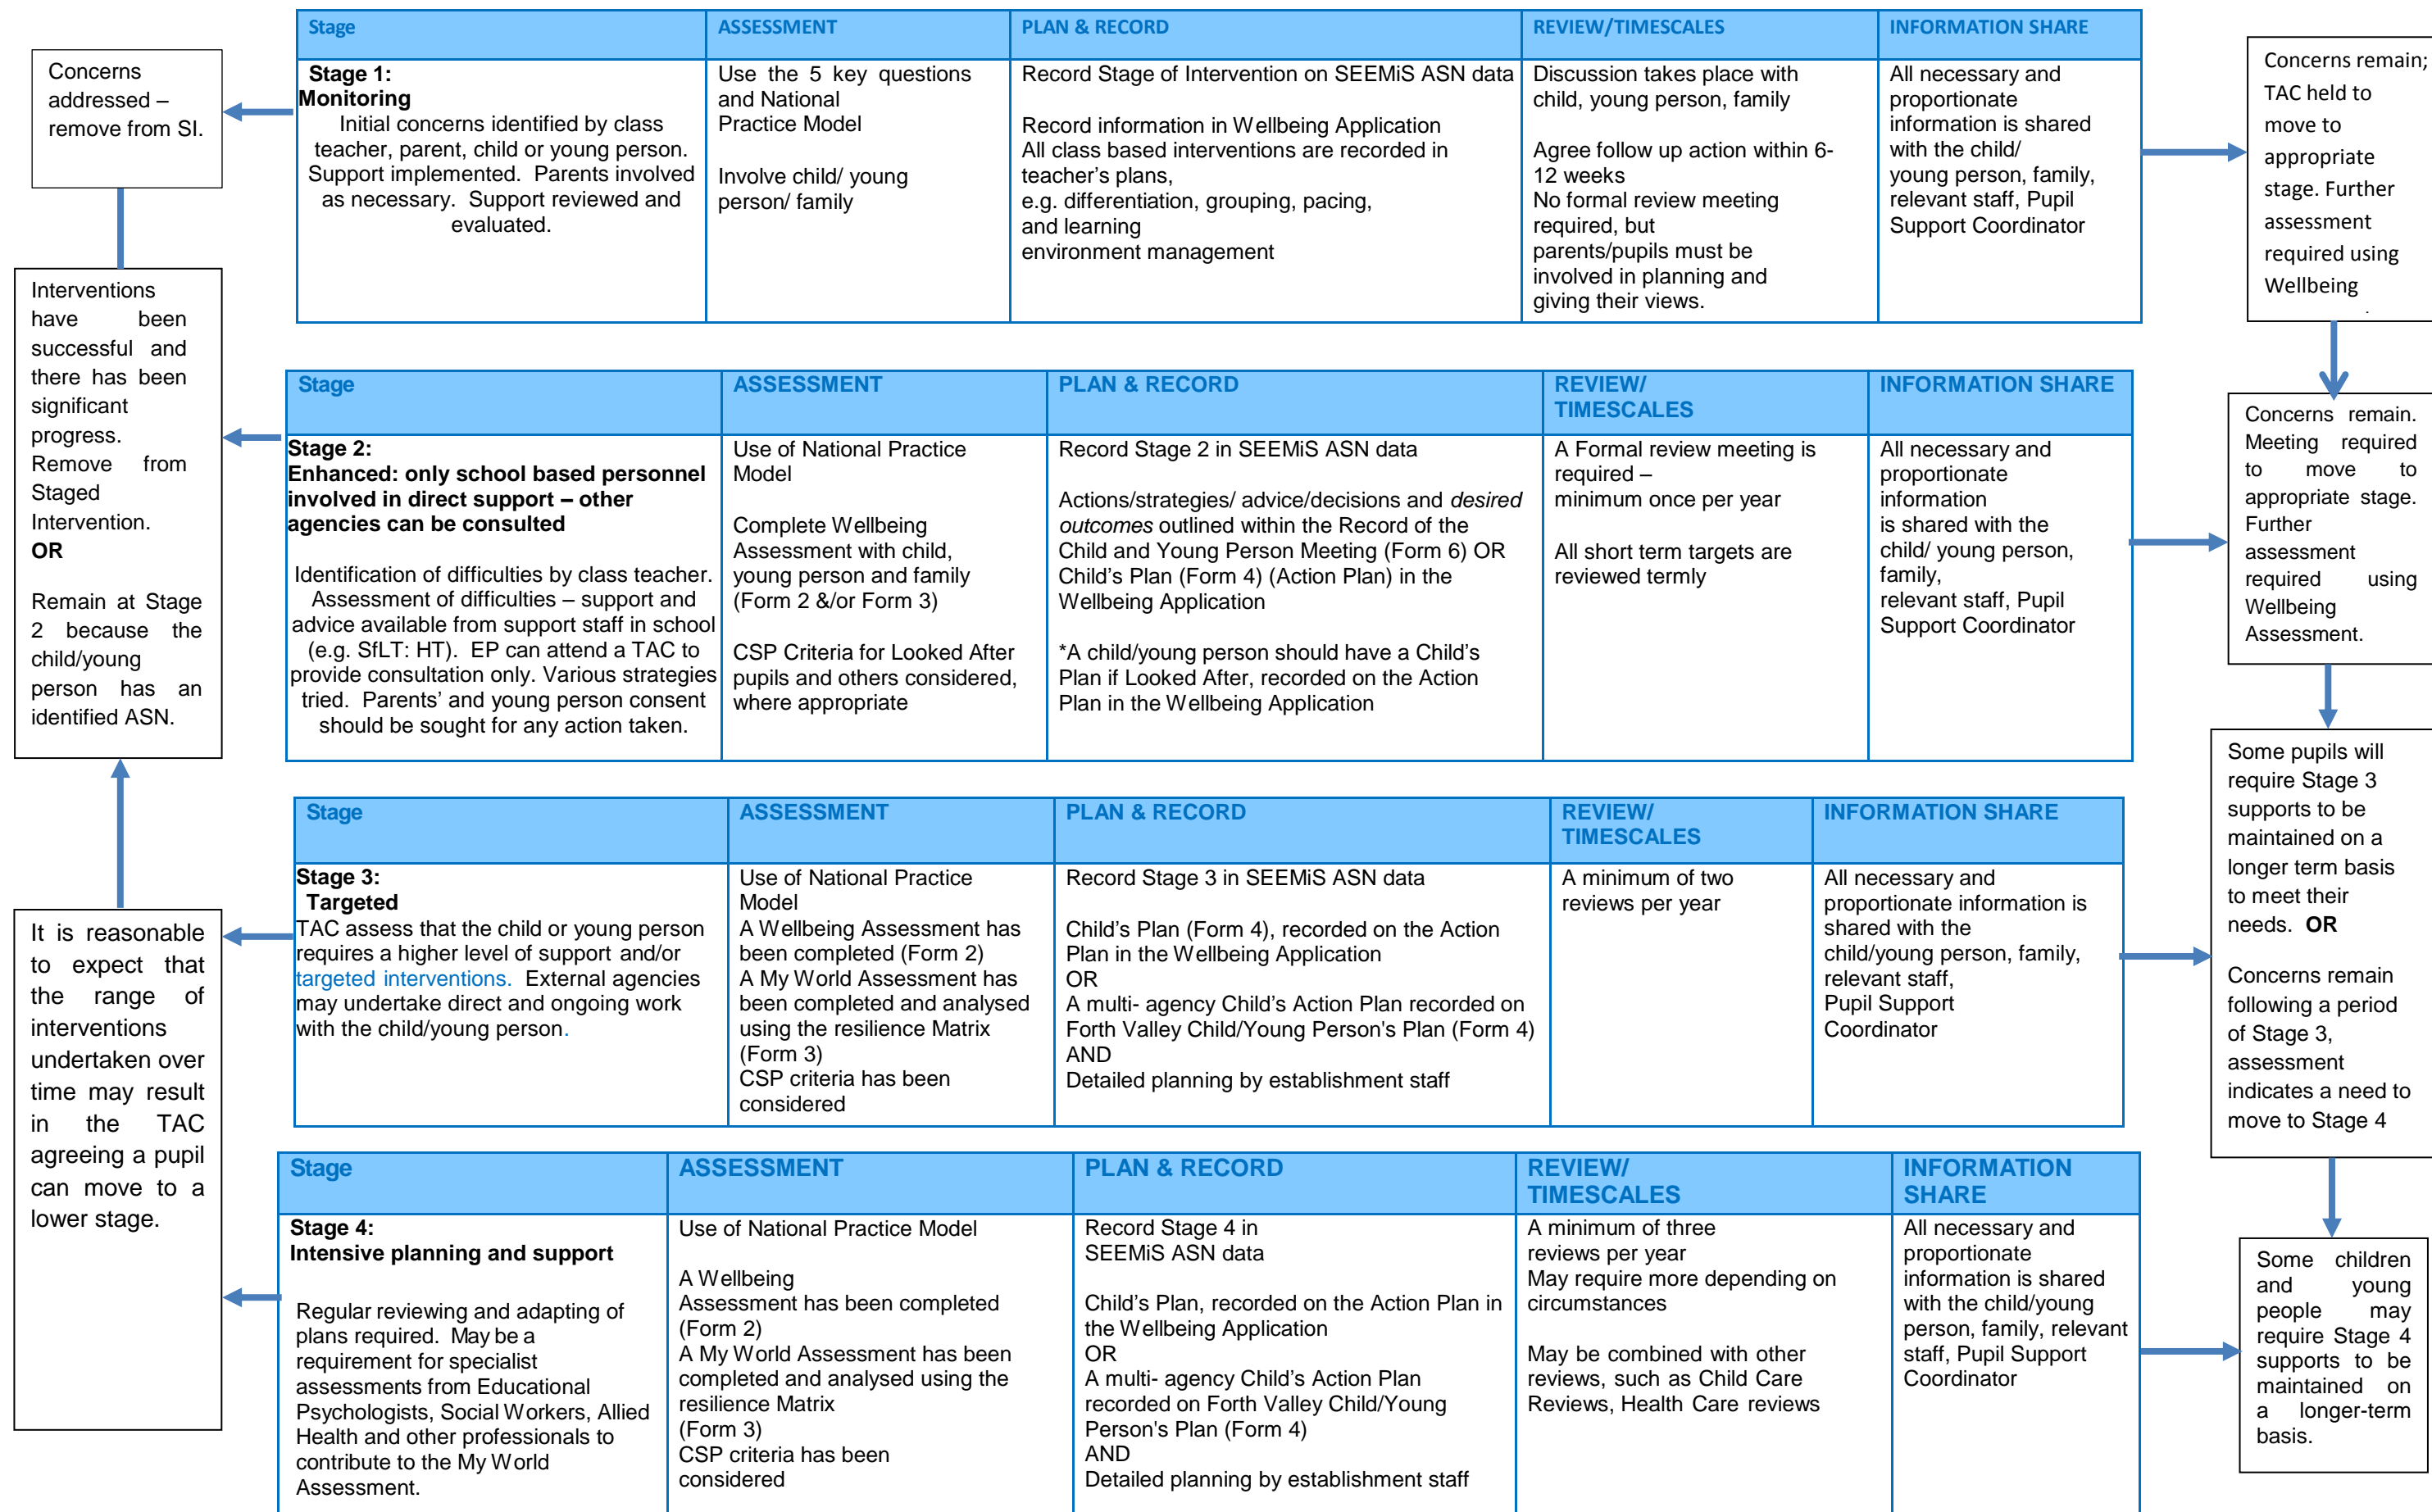 Concerns
addressed –
remove from SI.
Interventions
have been
successful and
there has been
significant
progress.
Remove from
Staged
Intervention.
OR
Remain at Stage
2 because the
child/young
person has an
identified ASN.
It is reasonable
to expect that
the range of
interventions
undertaken over
time may result
in the TAC
agreeing a pupil
can move to a
lower stage.
Stage
ASSESSMENT
PLAN & RECORD
REVIEW/TIMESCALES
INFORMATION SHARE
Stage 1:
Monitoring
Initial concerns identified by class
teacher, parent, child or young person.
Support implemented. Parents involved
as necessary. Support reviewed and
evaluated.
Use the 5 key questions
and National
Practice Model
Involve child/ young
person/ family
Record Stage of Intervention on SEEMiS ASN data
Record information in Wellbeing Application
All class based interventions are recorded in
teacher's plans,
e.g. differentiation, grouping, pacing,
and learning
environment management
Discussion takes place with
child, young person, family
Agree follow up action within 6-
12 weeks
No formal review meeting
required, but
parents/pupils must be
involved in planning and
giving their views.
All necessary and
proportionate
information is shared
with the child/
young person, family,
relevant staff, Pupil
Support Coordinator
Stage
ASSESSMENT
PLAN & RECORD
REVIEW/
TIMESCALES
INFORMATION SHARE
Stage 2:
Enhanced: only school based personnel
involved in direct support – other
agencies can be consulted
Identification of difficulties by class teacher.
Assessment of difficulties – support and
advice available from support staff in school
(e.g. SfLT: HT). EP can attend a TAC to
provide consultation only. Various strategies
tried. Parents' and young person consent
should be sought for any action taken.
Use of National Practice
Model
Complete Wellbeing
Assessment with child,
young person and family
(Form 2 &/or Form 3)
CSP Criteria for Looked After
pupils and others considered,
where appropriate
Record Stage 2 in SEEMiS ASN data
Actions/strategies/ advice/decisions and desired
outcomes outlined within the Record of the
Child and Young Person Meeting (Form 6) OR
Child's Plan (Form 4) (Action Plan) in the
Wellbeing Application
*A child/young person should have a Child's
Plan if Looked After, recorded on the Action
Plan in the Wellbeing Application
A Formal review meeting is
required –
minimum once per year
All short term targets are
reviewed termly
All necessary and
proportionate
information
is shared with the
child/ young person,
family,
relevant staff, Pupil
Support Coordinator
Stage
ASSESSMENT
PLAN & RECORD
REVIEW/
TIMESCALES
INFORMATION SHARE
Stage 3:
Targeted
TAC assess that the child or young person
requires a higher level of support and/or
targeted interventions. External agencies
may undertake direct and ongoing work
with the child/young person.
Use of National Practice
Model
A Wellbeing Assessment has
been completed (Form 2)
A My World Assessment has
been completed and analysed
using the resilience Matrix
(Form 3)
CSP criteria has been
considered
Record Stage 3 in SEEMiS ASN data
Child's Plan (Form 4), recorded on the Action
Plan in the Wellbeing Application
OR
A multi- agency Child's Action Plan recorded on
Forth Valley Child/Young Person's Plan (Form 4)
AND
Detailed planning by establishment staff
A minimum of two
reviews per year
All necessary and
proportionate information is
shared with the
child/young person, family,
relevant staff,
Pupil Support
Coordinator
Stage
ASSESSMENT
PLAN & RECORD
REVIEW/
TIMESCALES
INFORMATION
SHARE
Stage 4:
Intensive planning and support
Regular reviewing and adapting of
plans required. May be a
requirement for specialist
assessments from Educational
Psychologists, Social Workers, Allied
Health and other professionals to
contribute to the My World
Assessment.
Use of National Practice Model
A Wellbeing
Assessment has been completed
(Form 2)
A My World Assessment has been
completed and analysed using the
resilience Matrix
(Form 3)
CSP criteria has been
considered
Record Stage 4 in
SEEMiS ASN data
Child's Plan, recorded on the Action Plan in
the Wellbeing Application
OR
A multi- agency Child's Action Plan
recorded on Forth Valley Child/Young
Person's Plan (Form 4)
AND
Detailed planning by establishment staff
A minimum of three
reviews per year
May require more depending on
circumstances
May be combined with other
reviews, such as Child Care
Reviews, Health Care reviews
All necessary and
proportionate
information is shared
with the child/young
person, family, relevant
staff, Pupil Support
Coordinator
Concerns remain;
TAC held to
move to
appropriate
stage. Further
assessment
required using
Wellbeing
Concerns remain.
Meeting required
to move to
appropriate stage.
Further
assessment
required using
Wellbeing
Assessment.
Some pupils will
require Stage 3
supports to be
maintained on a
longer term basis
to meet their
needs. OR
Concerns remain
following a period
of Stage 3,
assessment
indicates a need to
move to Stage 4
Some children
and young
people may
require Stage 4
supports to be
maintained on
a longer-term
basis.